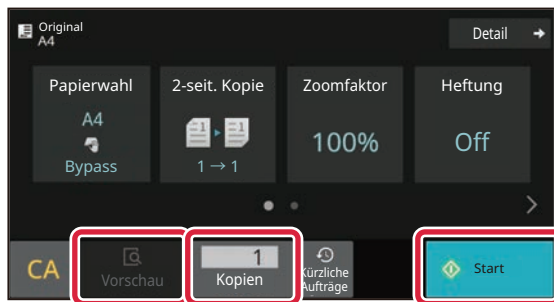 Original
A4
Detail
Papierwahl
A4
Bypass
2-seit. Kopie
1 → 1
Zoomfaktor
100%
Heftung
Off
CA
Vorschau
1
Kopien
Kürzliche
Aufträge
Start